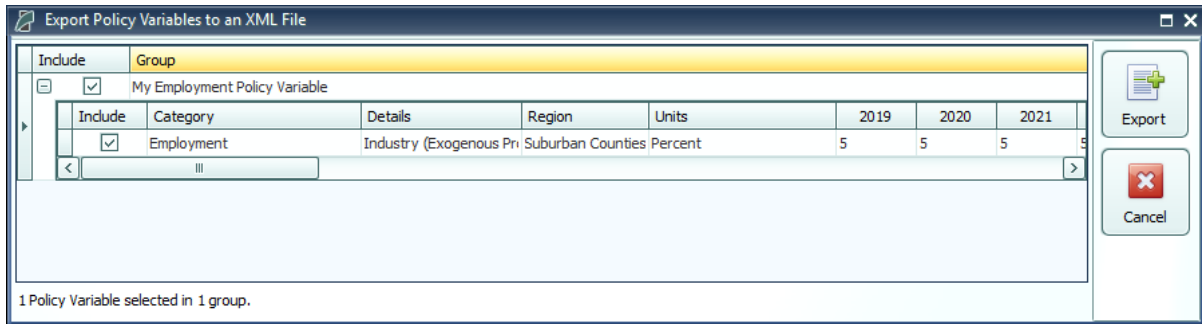 Export Policy Variables to an XML File
Include Group
My Employment Policy Variable
Include Category Details Region Units 2019 2020 2021
Employment Industry (Exogenous Pr Suburban Counties Percent 5 5 5 5
Export
Cancel
1 Policy Variable selected in 1 group.